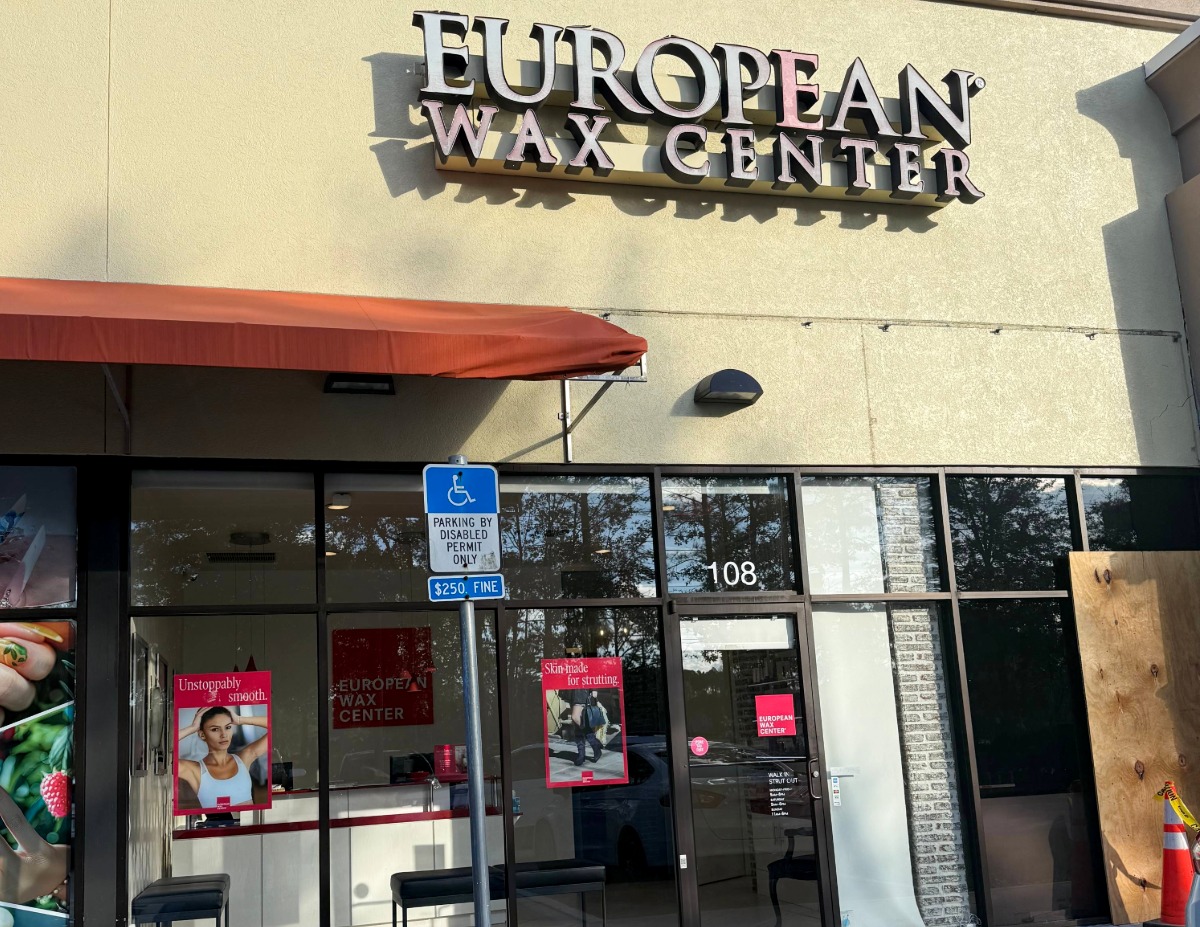 EUROPEAN®
WAX CENTER
PARKING BY
DISABLED
PERMIT
ONLY
$250. FINE
108
Unstoppably
smooth.
EUROPEAN
WAX
CENTER
Skin made
for strutting.
EUROPEAN
WAX
CENTER
WALK IN
STRUT OUT